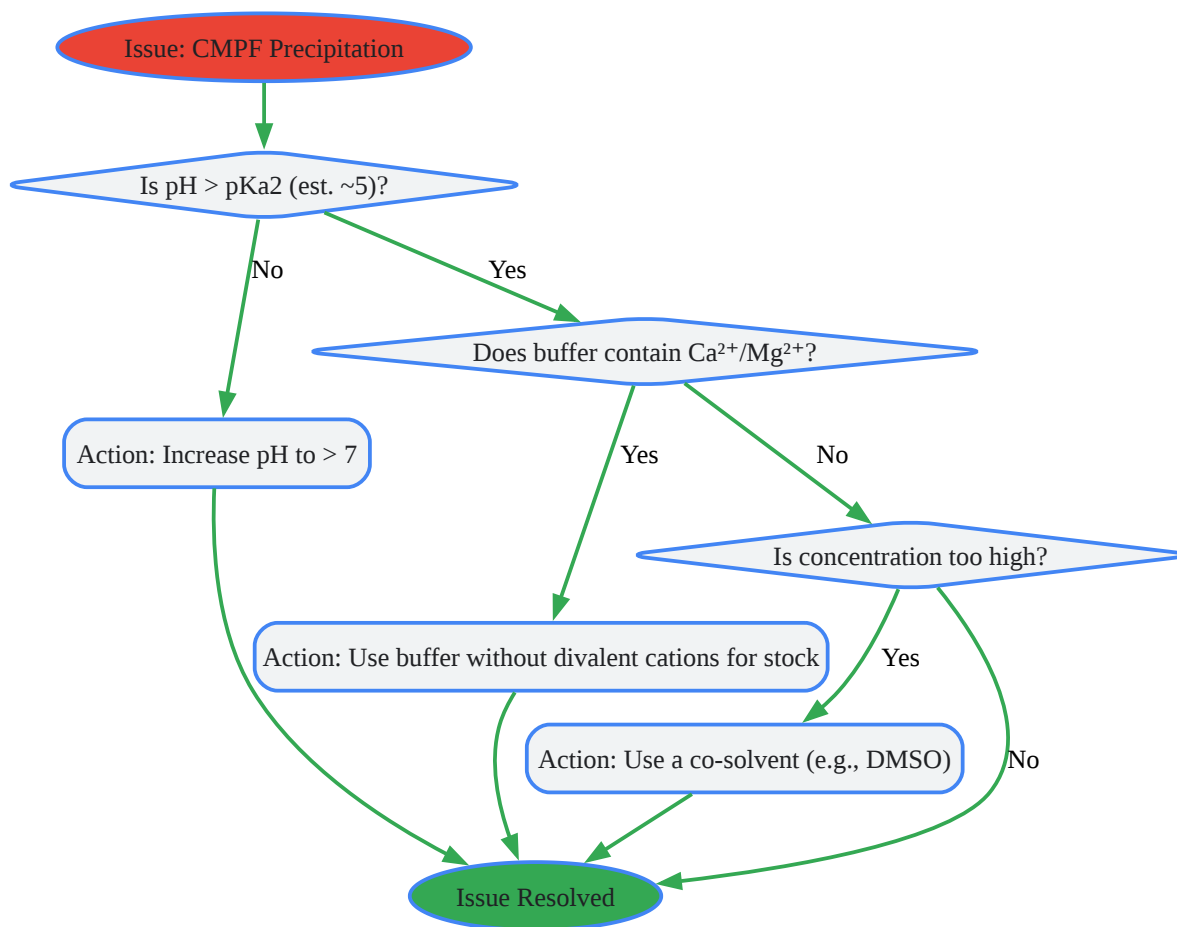 Issue: CMPF Precipitation
Is pH > pKa2 (est. ~5)?
No
Yes
Does buffer contain Ca²⁺/Mg²⁺?
Action: Increase pH to > 7
Yes
No
Is concentration too high?
Action: Use buffer without divalent cations for stock
Yes
Action: Use a co-solvent (e.g., DMSO)
No
Issue Resolved